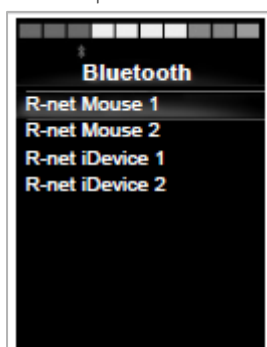 Bluetooth
R-net Mouse 1
R-net Mouse 2
R-net iDevice 1
R-net iDevice 2